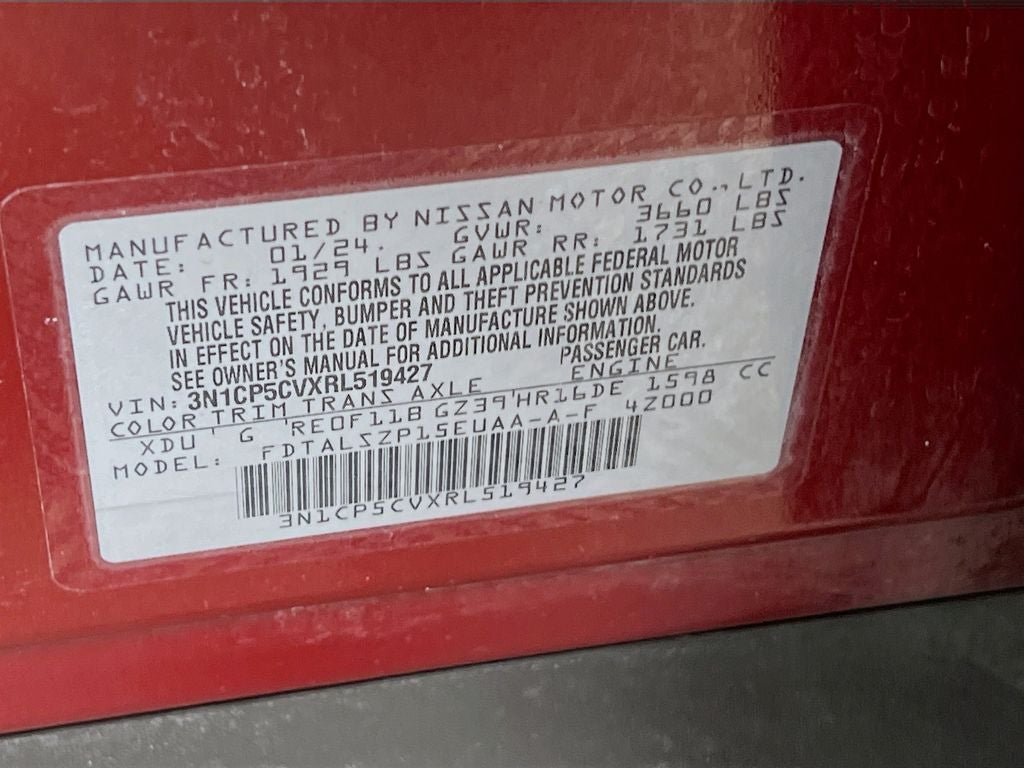 MANUFACTURED BY NISSAN MOTOR CO., LTD.
DATE: 01/24. GVWR: 3660 LBS
GAWR FR: 1929 LBS GAWR RR: 1731 LBS
THIS VEHICLE CONFORMS TO ALL APPLICABLE FEDERAL MOTOR
VEHICLE SAFETY, BUMPER AND THEFT PREVENTION STANDARDS
IN EFFECT ON THE DATE OF MANUFACTURE SHOWN ABOVE.
SEE OWNER'S MANUAL FOR ADDITIONAL INFORMATION.
VIN: 3N1CP5CVXRL519427 PASSENGER CAR.
COLOR TRIM TRANS AXLE ENGINE
XDU ' G 'RE0F11B GZ39'HR16DE 1598 CC
MODEL: FDTALSZP15EUAA-A-F 4Z000
3N1CP5CVXRL519427